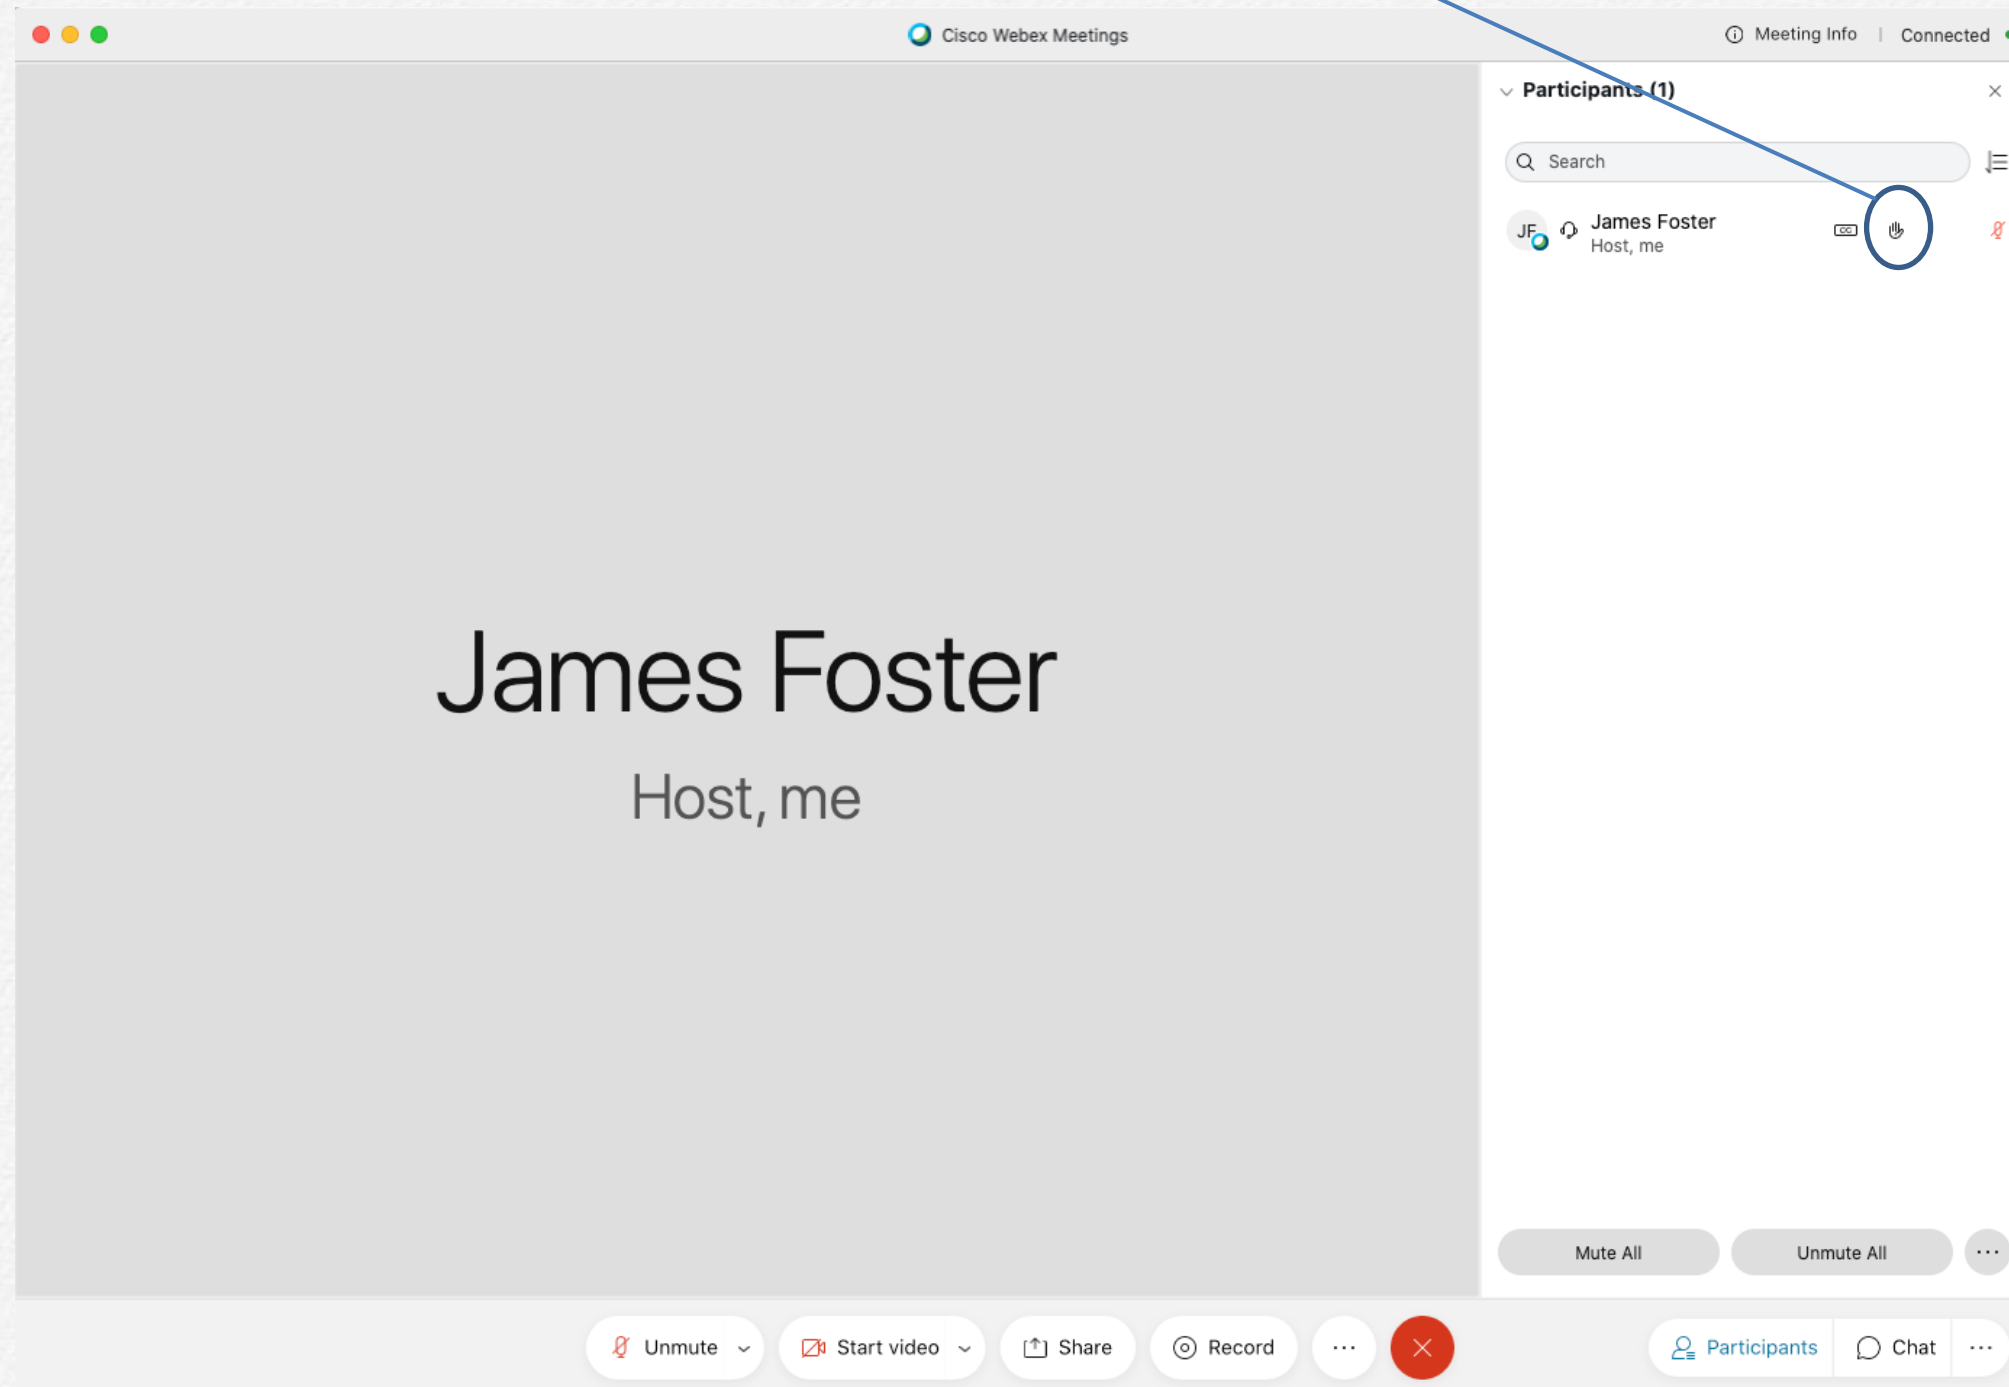 Cisco Webex Meetings
Meeting Info | Connected
Participants (1)
Search
JF
James Foster
CC
Host, me
James Foster
Host, me
Mute All
Unmute All
Unmute
Start video
Share
Record
Participants
Chat